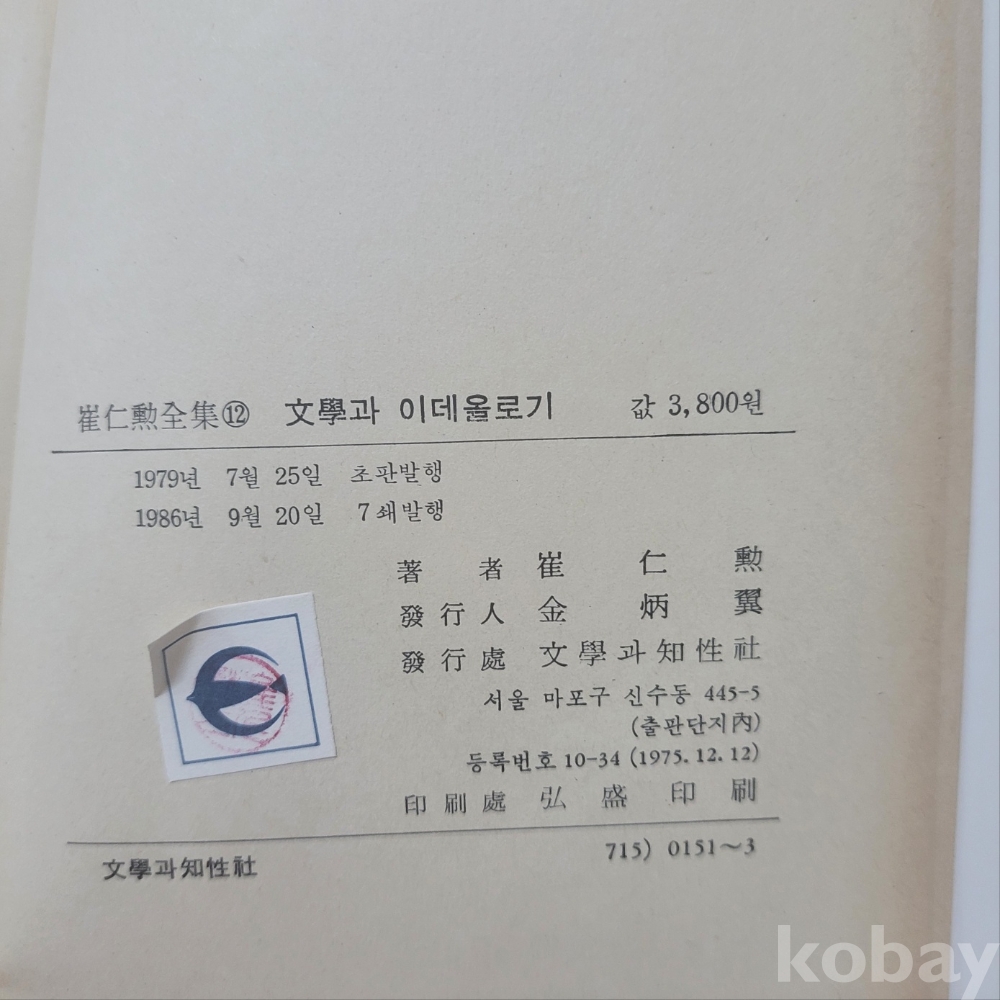 崔仁勳全集⑫ 文學과 이데올로기 값 3,800원
1979년 7월 25일 초판발행
1986년 9월 20일 7쇄발행
著者 崔仁勳
發行人 金炳翼
發行處 文學과知性社
서울 마포구 신수동 445-5
(출판단지內)
등록번호 10-34 (1975. 12. 12)
印刷處 弘盛印刷
715) 0151~3
文學과知性社
kobay